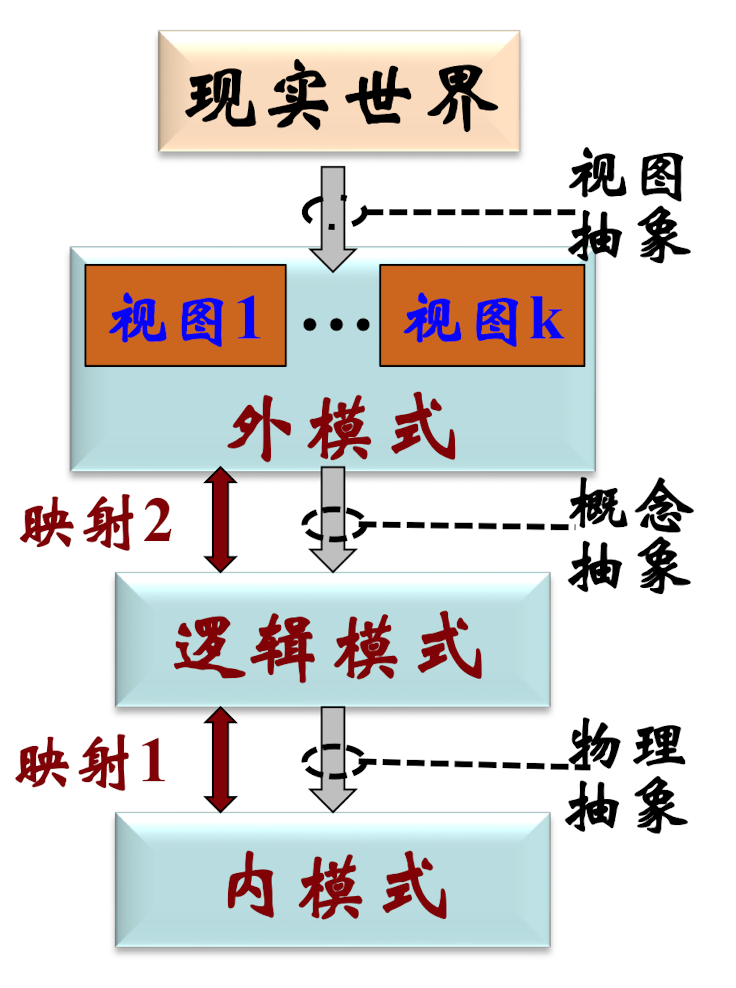 现实世界
视图
抽象
视图1
···
视图k
外模式
映射2
概念
抽象
逻辑模式
映射1
物理
抽象
内模式